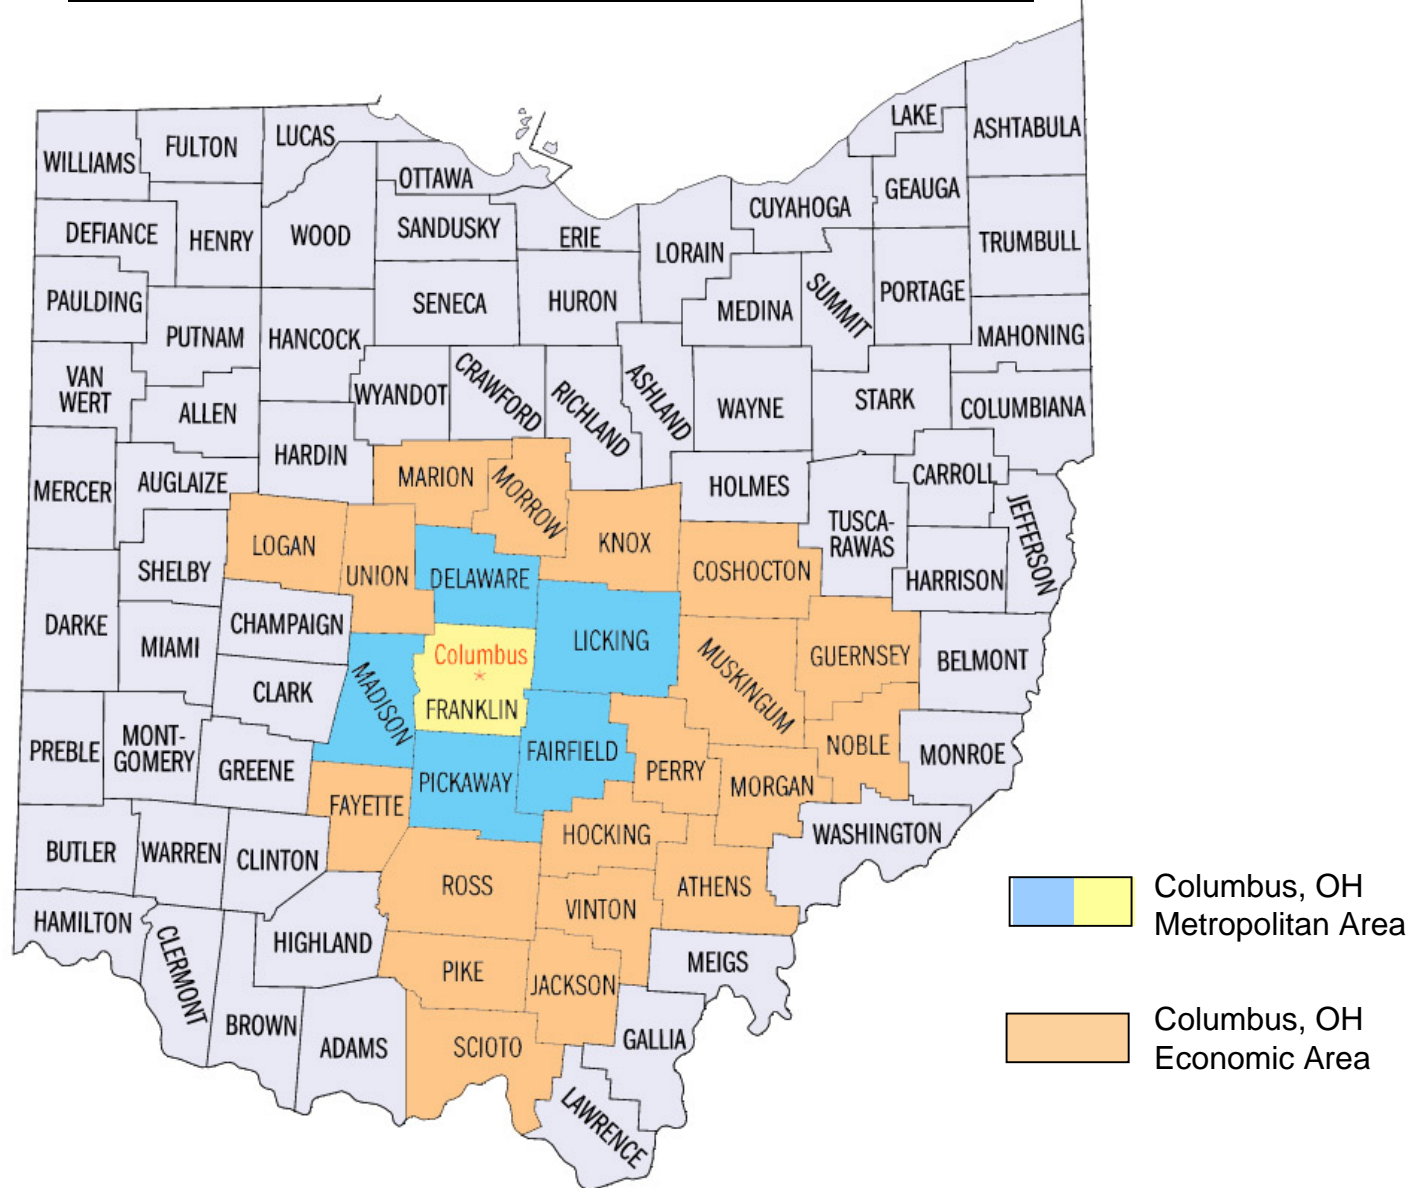 LAKE
ASHTABULA
LUCAS
FULTON
WILLIAMS
OTTAWA
GEAUGA
CUYAHOGA
DEFIANCE
HENRY
WOOD
SANDUSKY
ERIE
LORAIN
TRUMBULL
PAULDING
SENECA
HURON
MEDINA
SUMMIT
PORTAGE
PUTNAM
HANCOCK
MAHONING
VAN
WERT
ALLEN
WYANDOT
CRAWFORD
RICHLAND
ASHLAND
WAYNE
STARK
COLUMBIANA
HARDIN
MERCER
AUGLAIZE
MARION
MORROW
HOLMES
CARROLL
JEFFERSON
LOGAN
UNION
KNOX
COSHOCTON
TUSCA-
RAWAS
SHELBY
DELAWARE
HARRISON
DARKE
CHAMPAIGN
MIAMI
LICKING
Columbus
*
MUSKINGUM
GUERNSEY
BELMONT
CLARK
MADISON
FRANKLIN
PREBLE
MONT-
GOMERY
GREENE
FAIRFIELD
NOBLE
MONROE
PICKAWAY
PERRY
MORGAN
FAYETTE
HOCKING
WASHINGTON
BUTLER
WARREN
CLINTON
ROSS
ATHENS
VINTON
HAMILTON
CLERMONT
HIGHLAND
PIKE
JACKSON
MEIGS
BROWN
ADAMS
SCIOTO
GALLIA
LAWRENCE
Columbus, OH
Metropolitan Area
Columbus, OH
Economic Area